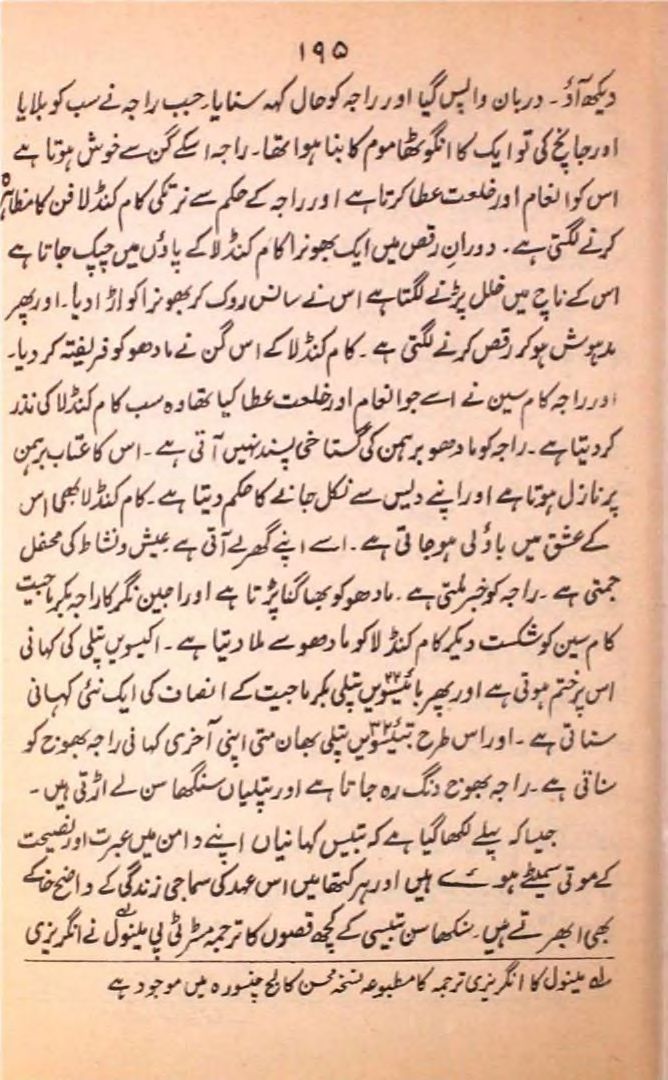 ۱۹۵
دیکھ آؤ۔ دربان واپس گیا اور راجہ کو حال کہہ سنایا۔ جب راجہ نے سب کو بلایا
اور جانچ کی تو ایک کا انگوٹھا موم کا بنا ہوا تھا۔ راجہ اسکے گن سے خوش ہوتا ہے
اس کو انعام اور خلعت عطا کرتا ہے اور راجہ کے حکم سے نرتکی کام کنڈلا فن کا مظاہرہ
کرنے لگتی ہے۔ دورانِ رقص میں ایک بھونرا کام کنڈلا کے پاؤں میں چپک جاتا ہے
اس کے ناچ میں خلل پڑنے لگتا ہے اس نے سانس روک کر بھونرا کو اڑا دیا۔ اور پھر
مدہوش ہو کر رقص کرنے لگتی ہے۔ کام کنڈلا کے اس گن نے مادھو کو فریفتہ کر دیا۔
اور راجہ کام سین نے اسے جو انعام اور خلعت عطا کیا تھا وہ سب کام کنڈلا کی نذر
کر دیتا ہے۔ راجہ کو مادھو برہمن کی گستاخی پسند نہیں آتی ہے۔ اس کا عتاب برہمن
پر نازل ہوتا ہے اور اپنے دیس سے نکل جانے کا حکم دیتا ہے۔ کام کنڈلا بھی اس
کے عشق میں باؤلی ہو جاتی ہے۔ اسے اپنے گھر لے آتی ہے عیش و نشاط کی محفل
جمتی ہے۔ راجہ کو خبر ملتی ہے۔ مادھو کو بھاگنا پڑتا ہے اور اجین نگر کا راجہ بکرماجیت
کام سین کو شکست دیکر کام کنڈلا کو مادھو سے ملا دیتا ہے۔ اکیسویں پتلی کی کہانی
اس پر ختم ہوتی ہے اور پھر بائیسویں۲۲ پتلی بکرماجیت کے انصاف کی ایک نئی کہانی
سناتی ہے۔ اور اس طرح بتیسویں۳۲ پتلی بھان متی اپنی آخری کہانی راجہ بھوج کو
سناتی ہے۔ راجہ بھوج دنگ رہ جاتا ہے اور پتلیاں سنگھاسن لے اڑتی ہیں۔
جیسا کہ پہلے لکھا گیا ہے کہ بتیس کہانیاں اپنے دامن میں عبرت اور نصیحت
کے موتی سمیٹے ہوئے ہیں اور ہر کتھا میں اس عہد کی سماجی زندگی کے واضح خاکے
بھی ابھرتے ہیں۔ سنکھاسن بتیسی کے کچھ قصوں کا ترجمہ مسٹر ٹی پی مینول نے انگریزی
۱ مینول کا انگریزی ترجمہ کا مطبوعہ نسخہ محسن کالج چنسورہ میں موجود ہے